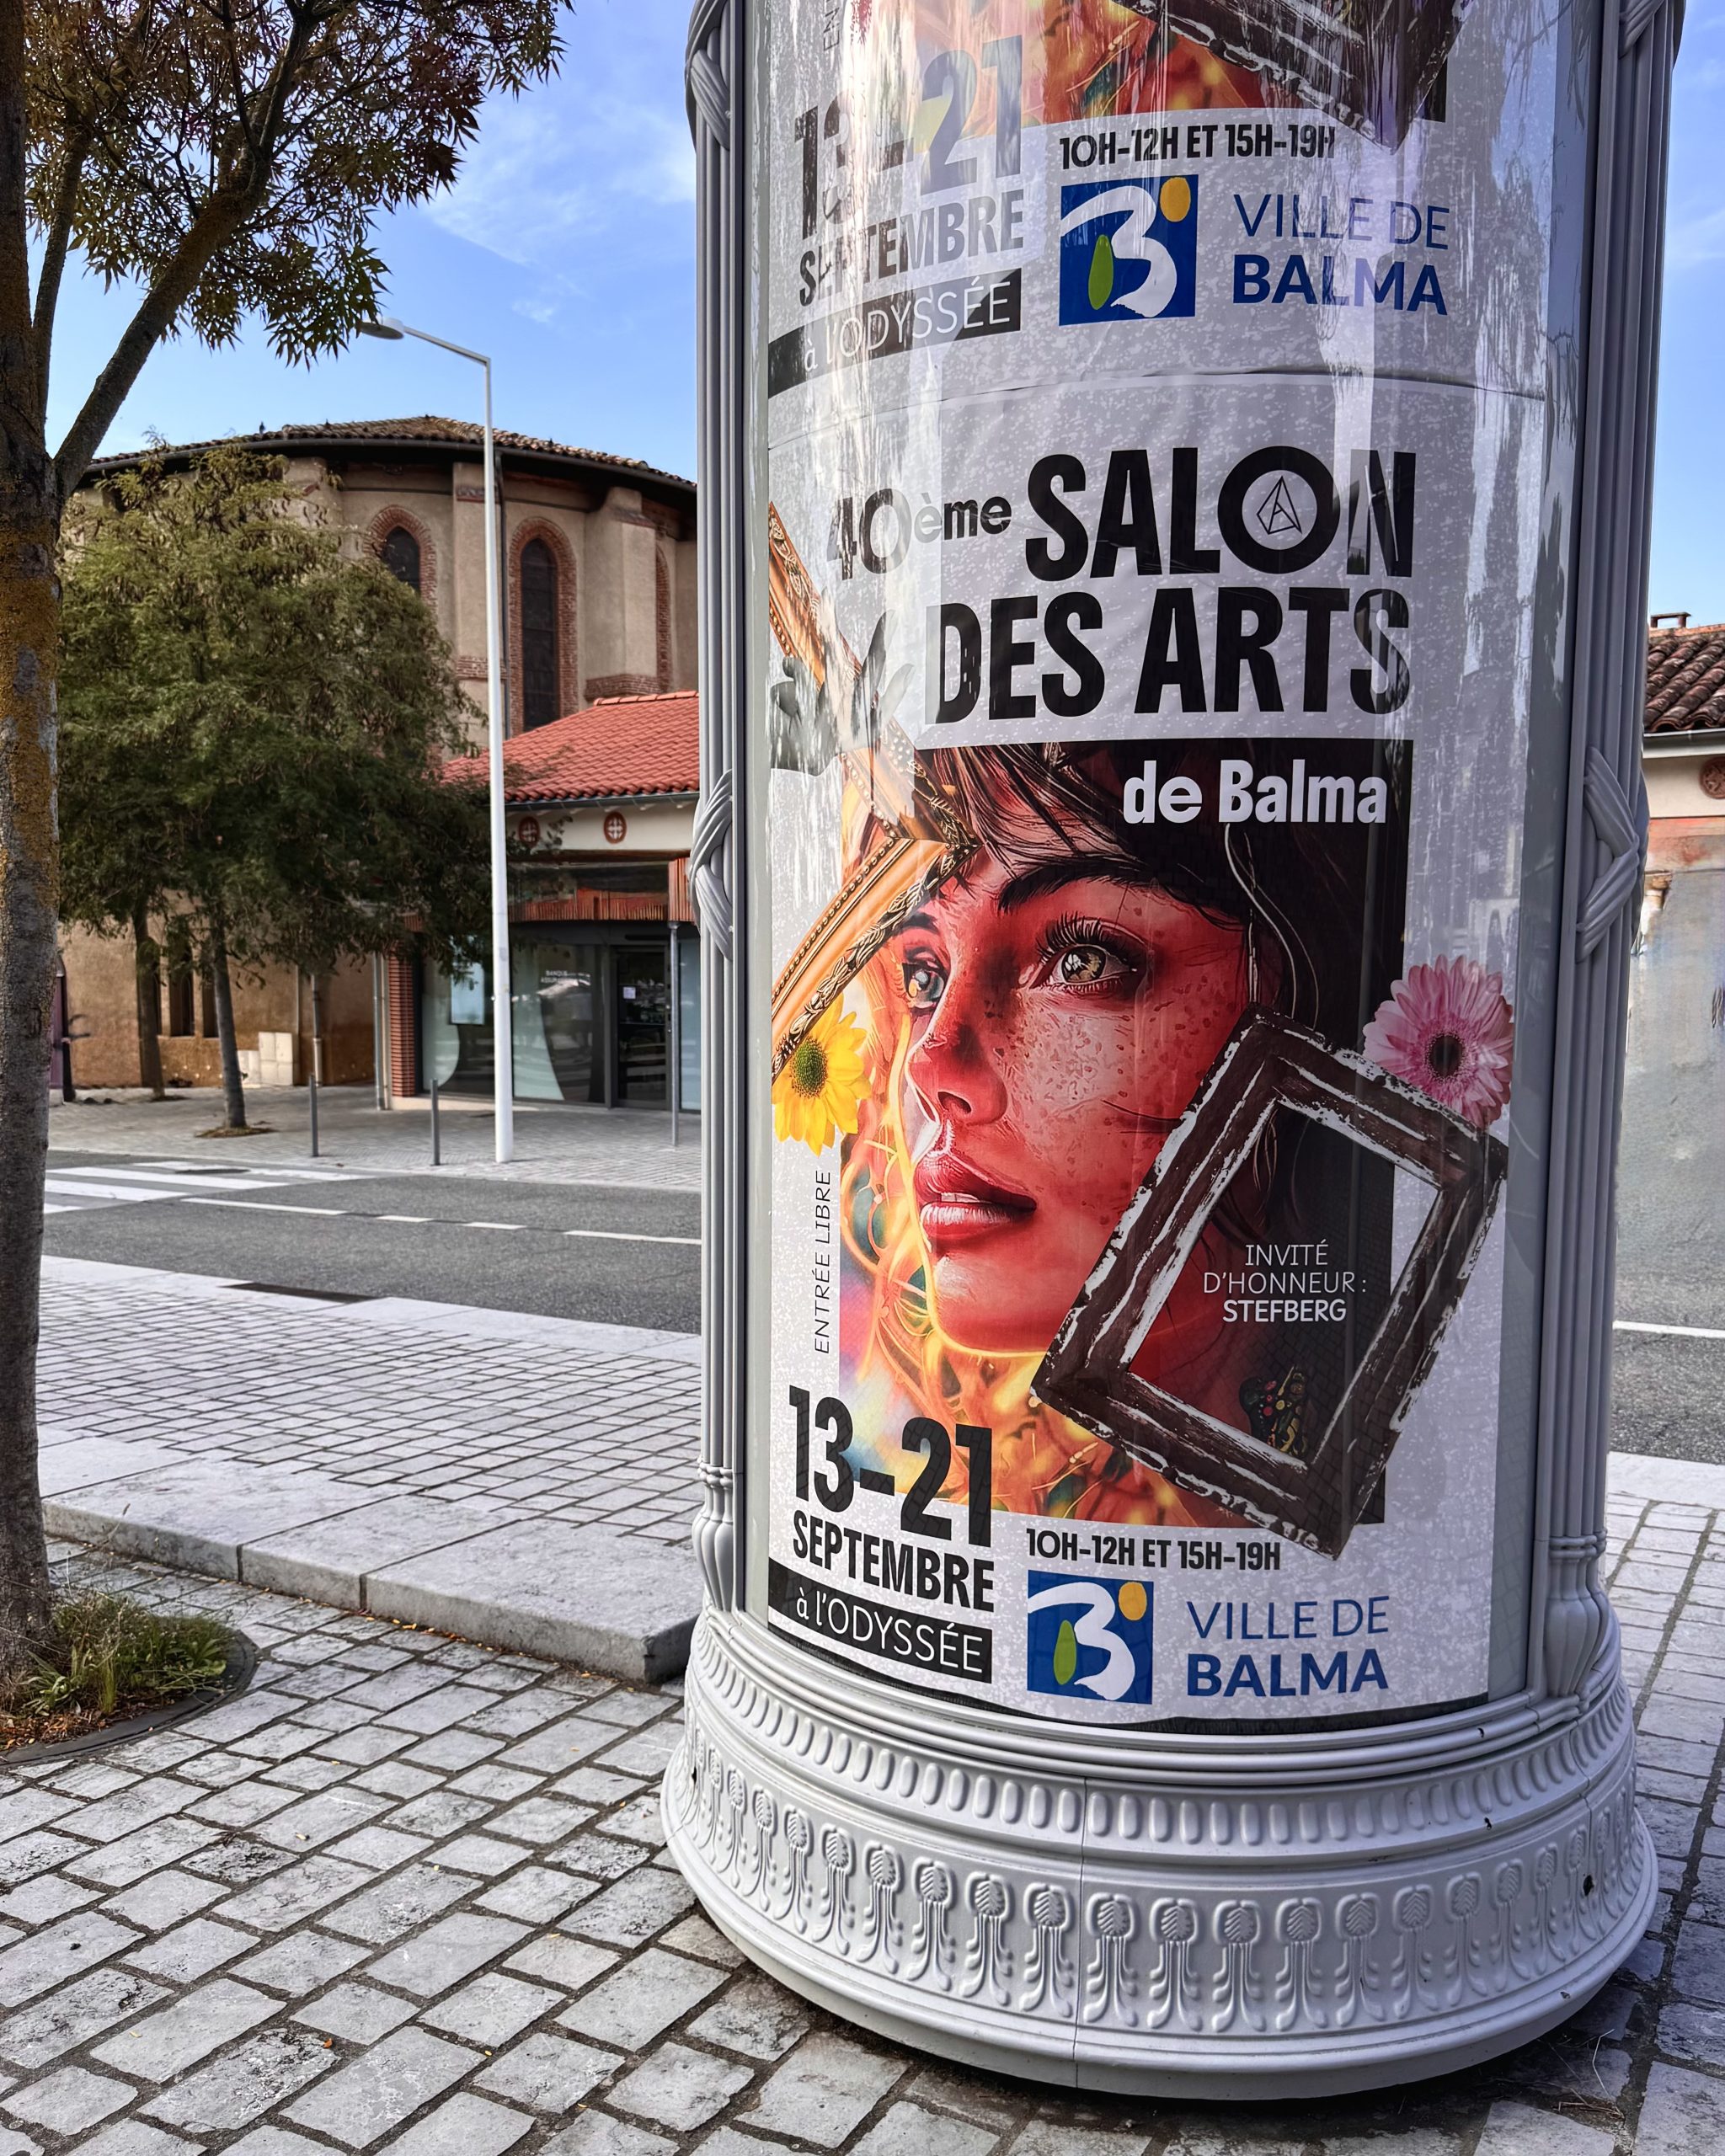 13-21
SEPTEMBRE
à l'ODYSSÉE
10H-12H ET 15H-19H
VILLE DE
BALMA
40ème SALON
DES ARTS
de Balma
ENTRÉE LIBRE
INVITÉ
D'HONNEUR :
STEFBERG
13-21
SEPTEMBRE
à l'ODYSSÉE
10H-12H ET 15H-19H
VILLE DE
BALMA